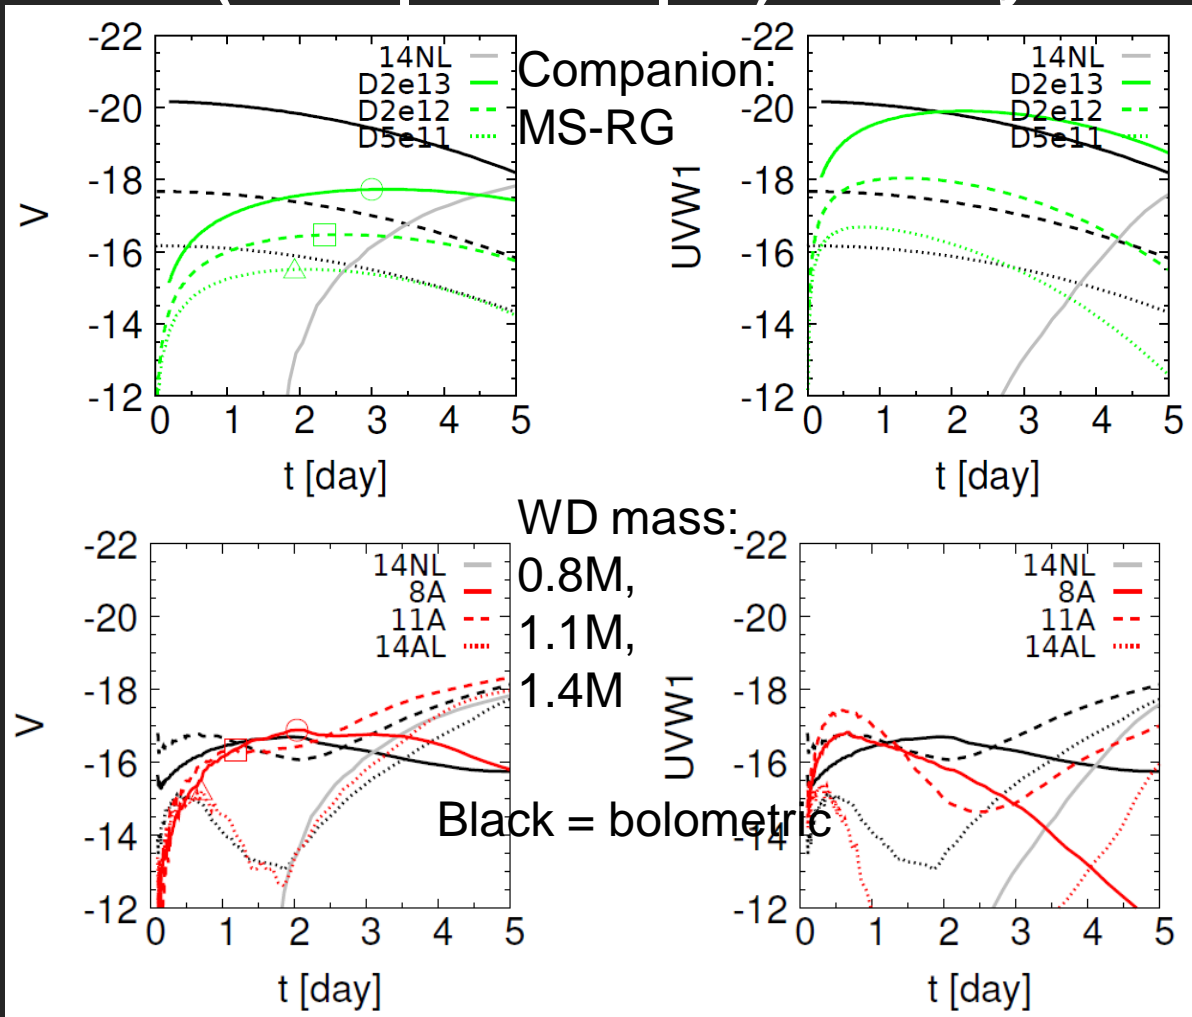 -22
-20
-18
-16
-14
-12
V
0 1 2 3 4 5
t [day]
14NL
D2e13
D2e12
D5e11
Companion:
MS-RG
-22
-20
-18
-16
-14
-12
UVW1
0 1 2 3 4 5
t [day]
14NL
D2e13
D2e12
D5e11
-22
-20
-18
-16
-14
-12
V
0 1 2 3 4 5
t [day]
14NL
8A
11A
14AL
WD mass:
0.8M,
1.1M,
1.4M
Black = bolometric
-22
-20
-18
-16
-14
-12
UVW1
0 1 2 3 4 5
t [day]
14NL
8A
11A
14AL